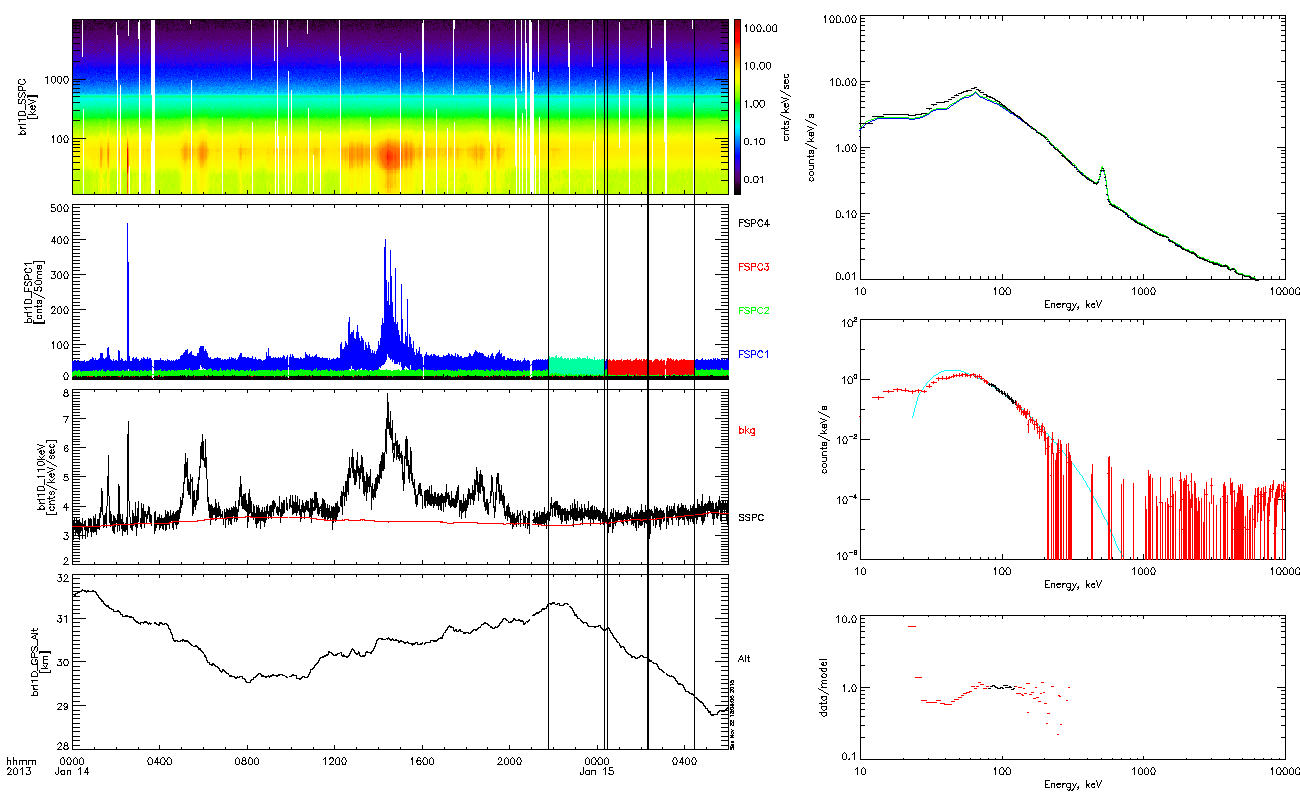 brl1D_SSPC
[keV]
1000
100
100.00
10.00
1.00
0.10
0.01
cnts/keV/sec
brl1D_FSPC1
[cnts/50ms]
500
400
300
200
100
0
FSPC4
FSPC3
FSPC2
FSPC1
brl1D_110keV
[cnts/keV/sec]
8
7
6
5
4
3
2
bkg
SSPC
brl1D_GPS_Alt
[km]
32
31
30
29
28
Alt
hhmm
2013
0000
Jan 14
0400
0800
1200
1600
2000
0000
Jan 15
0400
counts/keV/s
100.00
10.00
1.00
0.10
0.01
10
100
1000
10000
Energy, keV
counts/keV/s
10²
10⁰
10⁻²
10⁻⁴
10⁻⁶
10
100
1000
10000
Energy, keV
data/model
10.0
1.0
0.1
10
100
1000
10000
Energy, keV